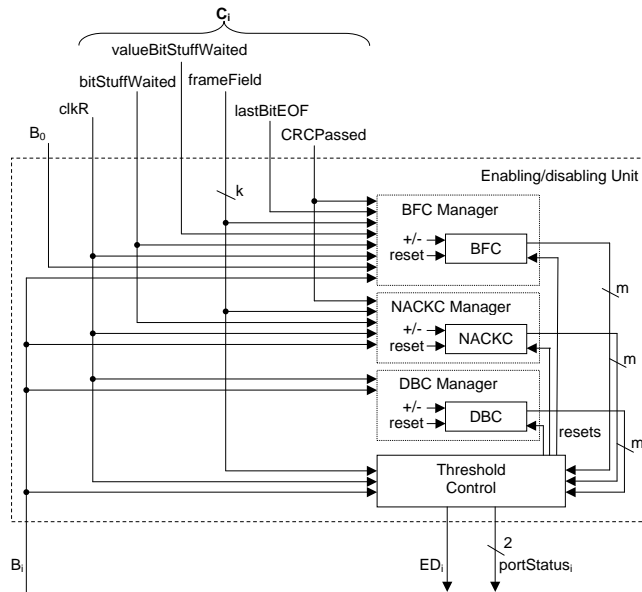 Ci
valueBitStuffWaited
bitStuffWaited
frameField
clkR
lastBitEOF
B0
CRCPassed
Enabling/disabling Unit
k
BFC Manager
+/-
reset
BFC
m
NACKC Manager
+/-
reset
NACKC
m
DBC Manager
+/-
reset
DBC
resets
m
Threshold
Control
2
Bi
EDi
portStatusi